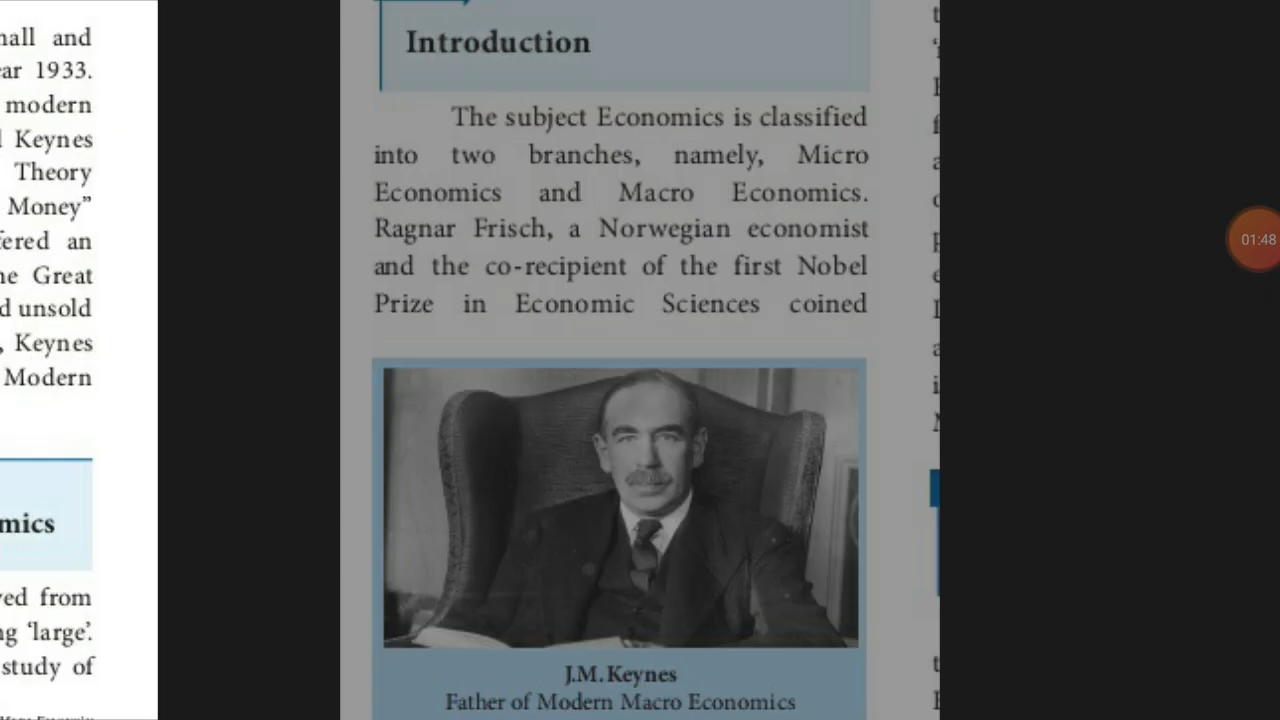 nall and
ear 1933.
modern
Keynes
Theory
Money”
fered an
ne Great
d unsold
, Keynes
Modern
mics
ved from
ng ‘large’.
study of
Introduction
The subject Economics is classified
into two branches, namely, Micro
Economics and Macro Economics.
Ragnar Frisch, a Norwegian economist
and the co-recipient of the first Nobel
Prize in Economic Sciences coined
J.M. Keynes
Father of Modern Macro Economics
01:48